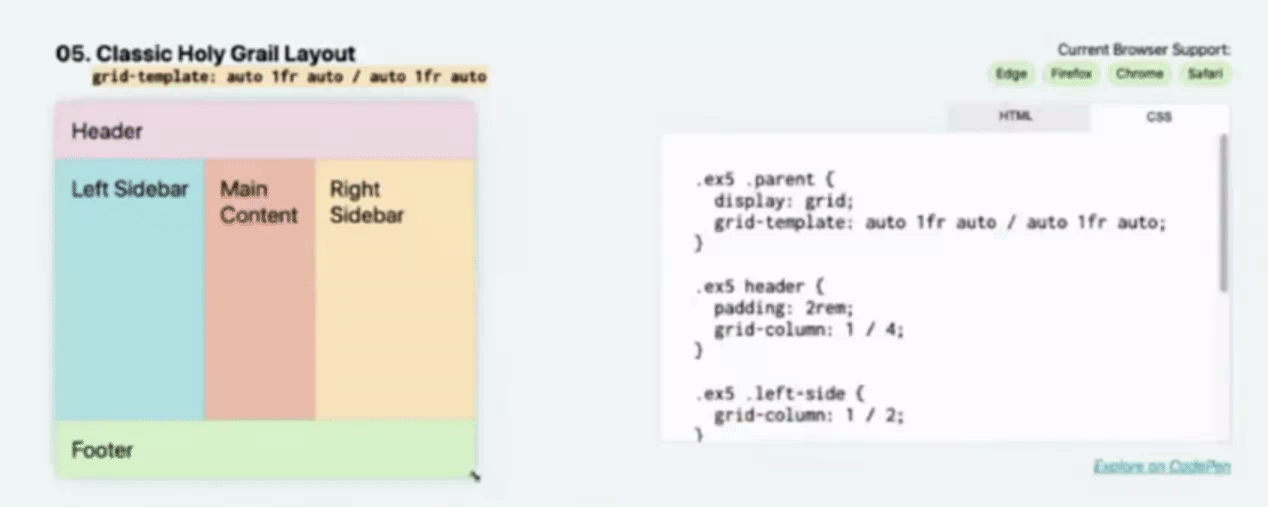 05. Classic Holy Grail Layout
grid-template: auto 1fr auto / auto 1fr auto
Header
Left Sidebar
Main
Content
Right
Sidebar
Footer
Current Browser Support:
Edge
Firefox
Chrome
Safari
HTML
CSS
.ex5 .parent {
display: grid;
grid-template: auto 1fr auto / auto 1fr auto;
}
.ex5 header {
padding: 2rem;
grid-column: 1 / 4;
}
.ex5 .left-side {
grid-column: 1 / 2;
}
Explore on CodePen